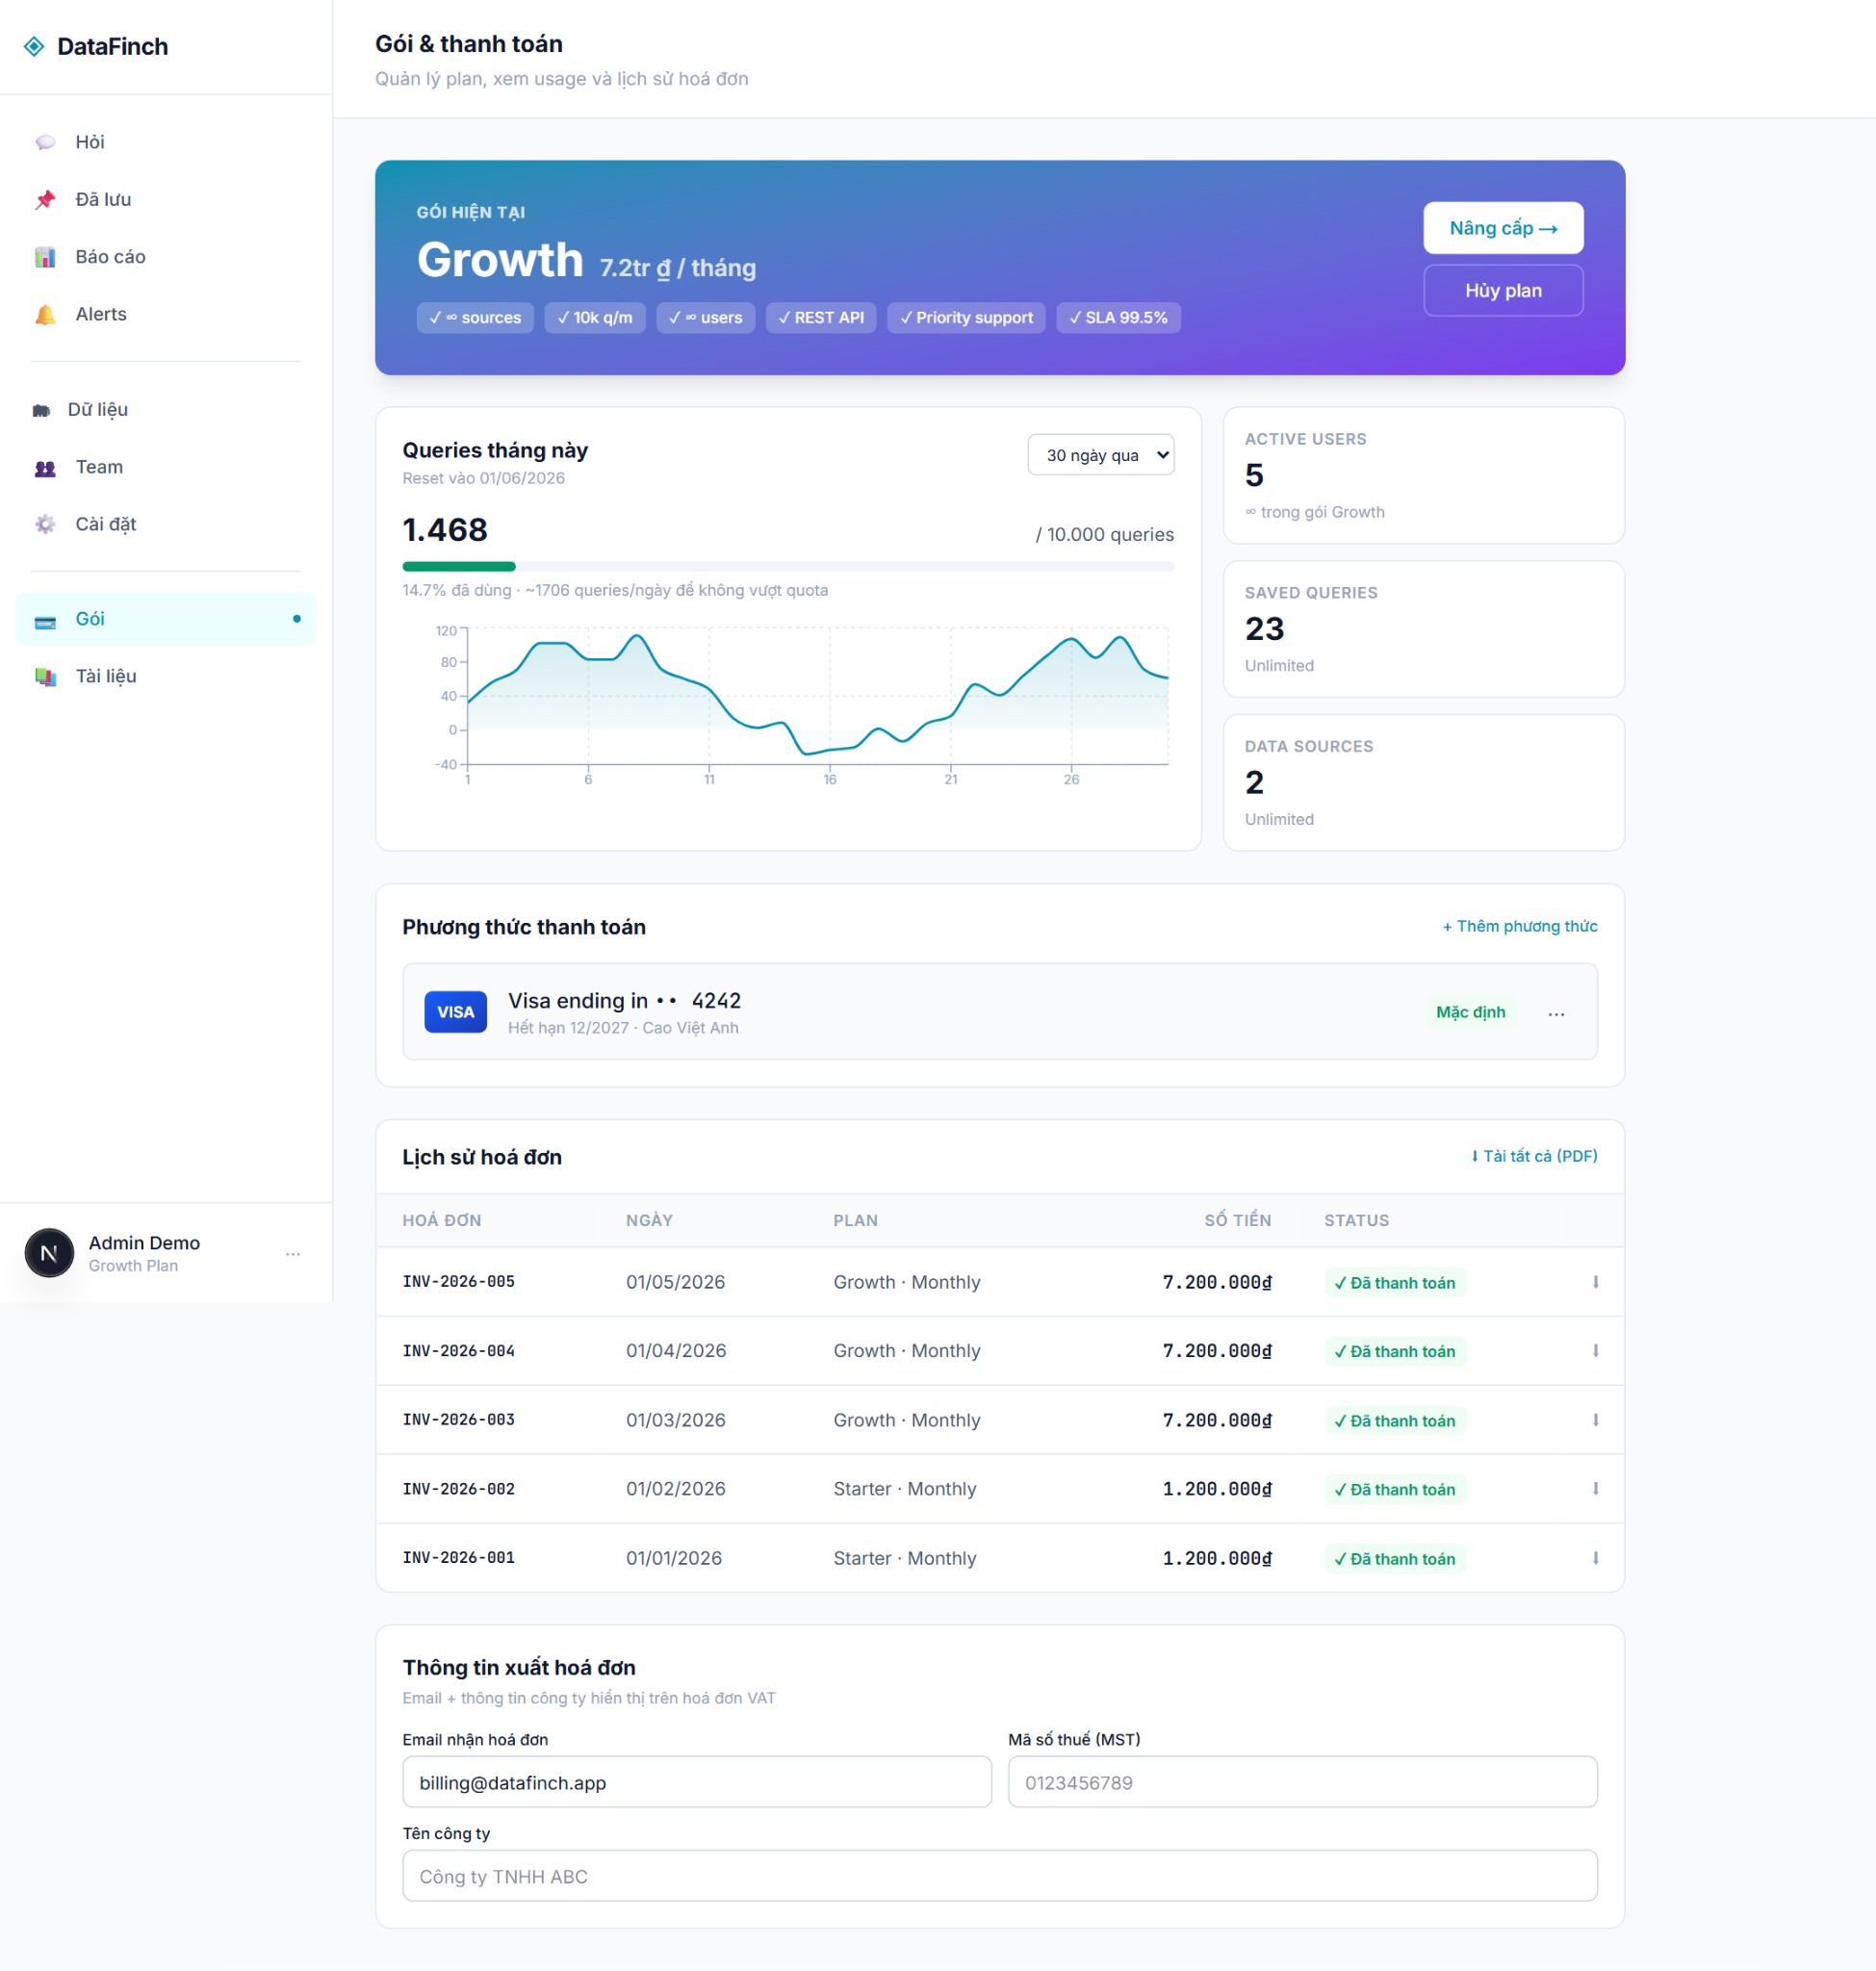 DataFinch
Hỏi
Đã lưu
Báo cáo
Alerts
Dữ liệu
Team
Cài đặt
Gói
Tài liệu
N
Admin Demo
Growth Plan
...
Gói & thanh toán
Quản lý plan, xem usage và lịch sử hoá đơn
GÓI HIỆN TẠI
Growth 7.2tr ₫ / tháng
✓ ∞ sources ✓ 10k q/m ✓ ∞ users ✓ REST API ✓ Priority support ✓ SLA 99.5%
Nâng cấp →
Hủy plan
Queries tháng này
Reset vào 01/06/2026
30 ngày qua
1.468 / 10.000 queries
14.7% đã dùng · ~1706 queries/ngày để không vượt quota
120
80
40
0
-40
1 6 11 16 21 26
ACTIVE USERS
5
∞ trong gói Growth
SAVED QUERIES
23
Unlimited
DATA SOURCES
2
Unlimited
Phương thức thanh toán
+ Thêm phương thức
VISA
Visa ending in •• 4242
Hết hạn 12/2027 · Cao Việt Anh
Mặc định
...
Lịch sử hoá đơn
⬇ Tải tất cả (PDF)
HOÁ ĐƠN NGÀY PLAN SỐ TIỀN STATUS
INV-2026-005 01/05/2026 Growth · Monthly 7.200.000₫ ✓ Đã thanh toán ⬇
INV-2026-004 01/04/2026 Growth · Monthly 7.200.000₫ ✓ Đã thanh toán ⬇
INV-2026-003 01/03/2026 Growth · Monthly 7.200.000₫ ✓ Đã thanh toán ⬇
INV-2026-002 01/02/2026 Starter · Monthly 1.200.000₫ ✓ Đã thanh toán ⬇
INV-2026-001 01/01/2026 Starter · Monthly 1.200.000₫ ✓ Đã thanh toán ⬇
Thông tin xuất hoá đơn
Email + thông tin công ty hiển thị trên hoá đơn VAT
Email nhận hoá đơn
billing@datafinch.app
Mã số thuế (MST)
0123456789
Tên công ty
Công ty TNHH ABC